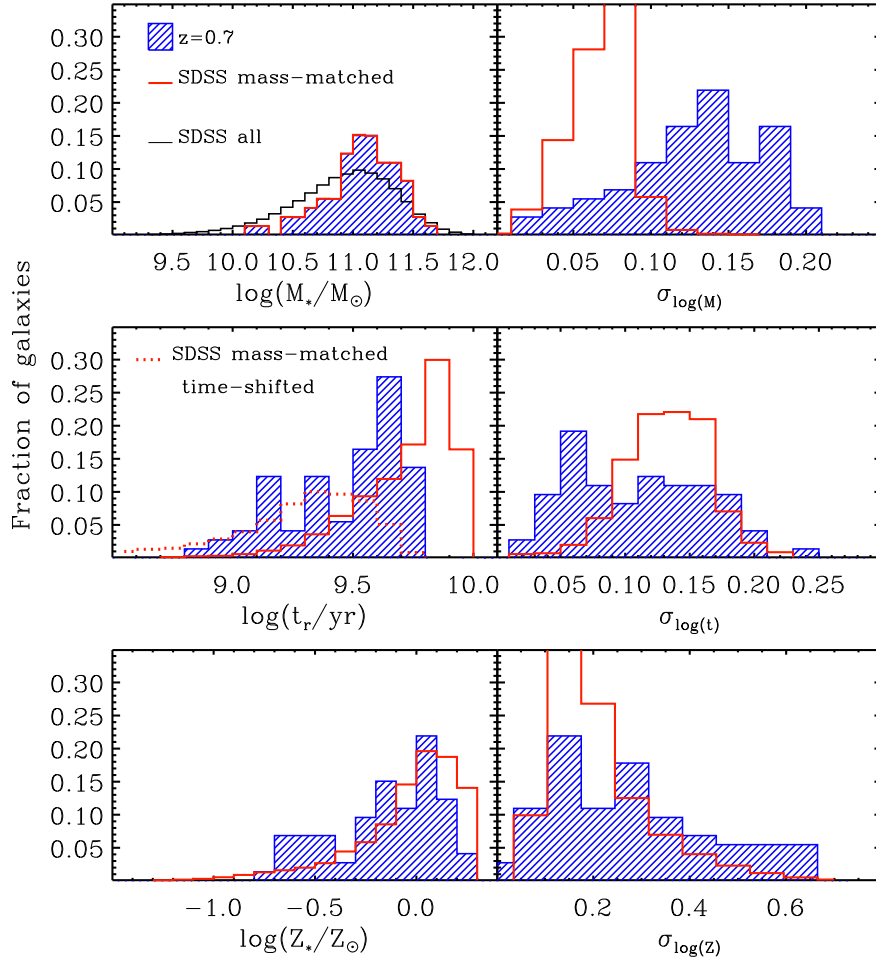 0.35
0.30
0.25
0.20
0.15
0.10
0.05
z=0.7
SDSS mass−matched
SDSS all
9.5 10.0 10.5 11.0 11.5 12.0
log(M*/M⊙)
0.05 0.10 0.15 0.20
σlog(M)
Fraction of galaxies
0.30
0.25
0.20
0.15
0.10
0.05
SDSS mass−matched
time−shifted
9.0 9.5 10.0
log(tr/yr)
0.05 0.10 0.15 0.20 0.25
σlog(t)
0.30
0.25
0.20
0.15
0.10
0.05
−1.0 −0.5 0.0
log(Z*/Z⊙)
0.2 0.4 0.6
σlog(Z)